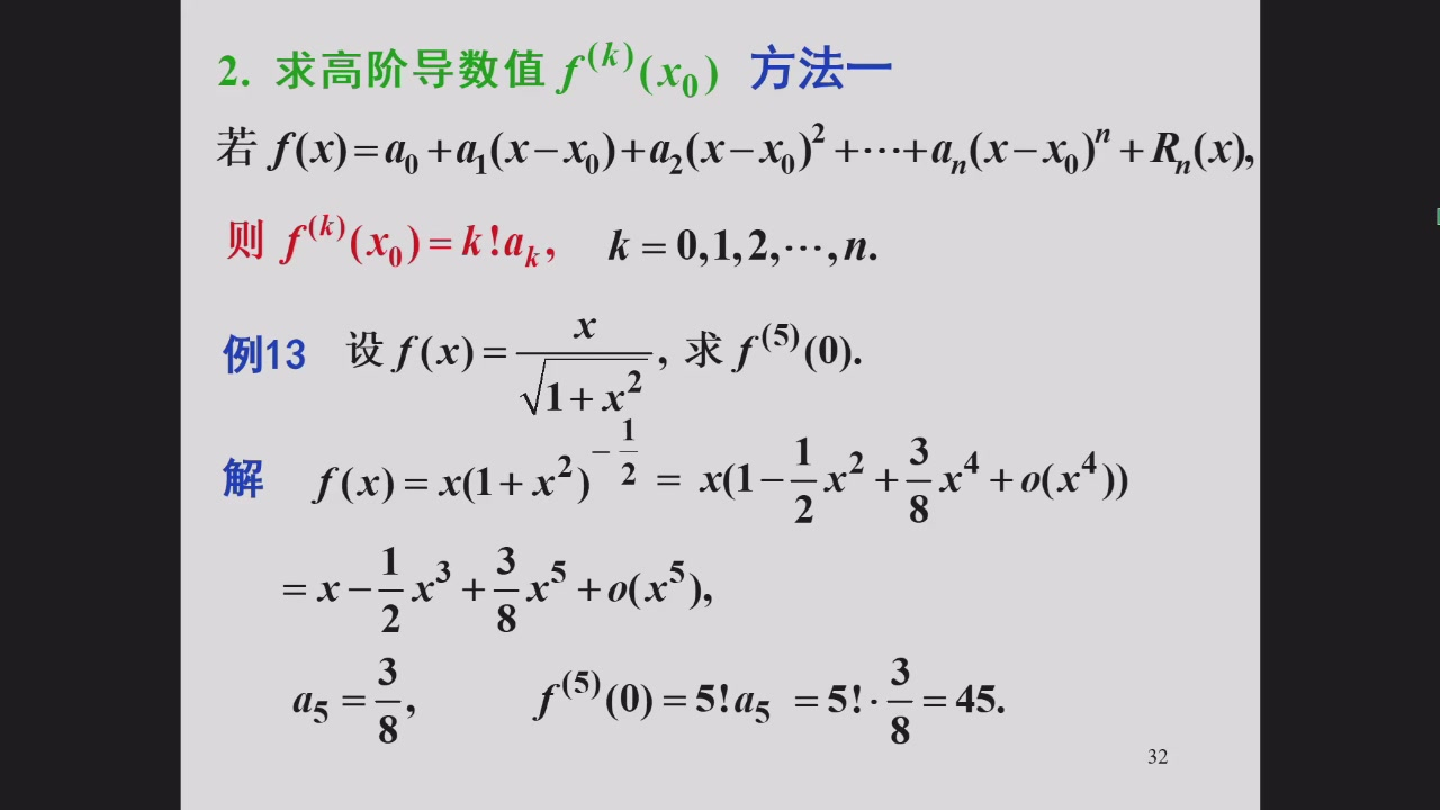 2. 求高阶导数值 f^{(k)}(x_0) 方法一
若 f(x)=a_0+a_1(x−x_0)+a_2(x−x_0)^2+⋯+a_n(x−x_0)^n+R_n(x),
则 f^{(k)}(x_0)=k!a_k, k=0,1,2,⋯,n.
例13 设 f(x)=\frac{x}{\sqrt{1+x^2}}, 求 f^{(5)}(0).
解 f(x)=x(1+x^2)^{-\frac{1}{2}} = x(1−\frac{1}{2}x^2+\frac{3}{8}x^4+o(x^4))
=x−\frac{1}{2}x^3+\frac{3}{8}x^5+o(x^5),
a_5=\frac{3}{8}, f^{(5)}(0)=5!a_5 =5!·\frac{3}{8}=45.
32